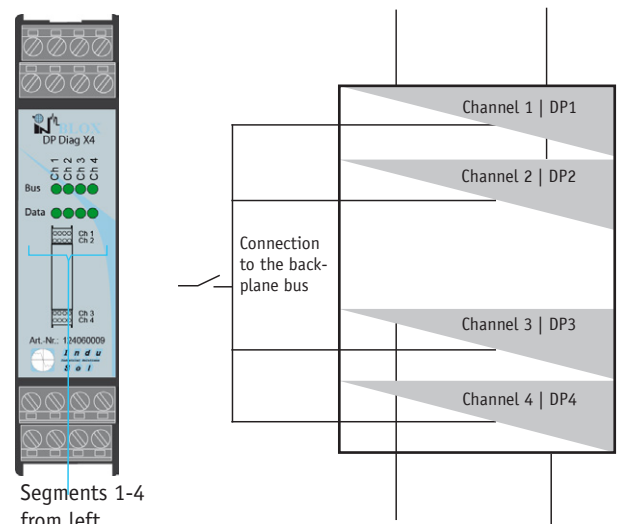 IN
BLOX
DP Diag X4
Ch 1
Ch 2
Ch 3
Ch 4
Bus
Data
Ch 1
Ch 2
Ch 3
Ch 4
Art.-Nr.: 124060009
Indu
Sol
Segments 1-4
from left
Connection
to the back-
plane bus
Channel 1 | DP1
Channel 2 | DP2
Channel 3 | DP3
Channel 4 | DP4